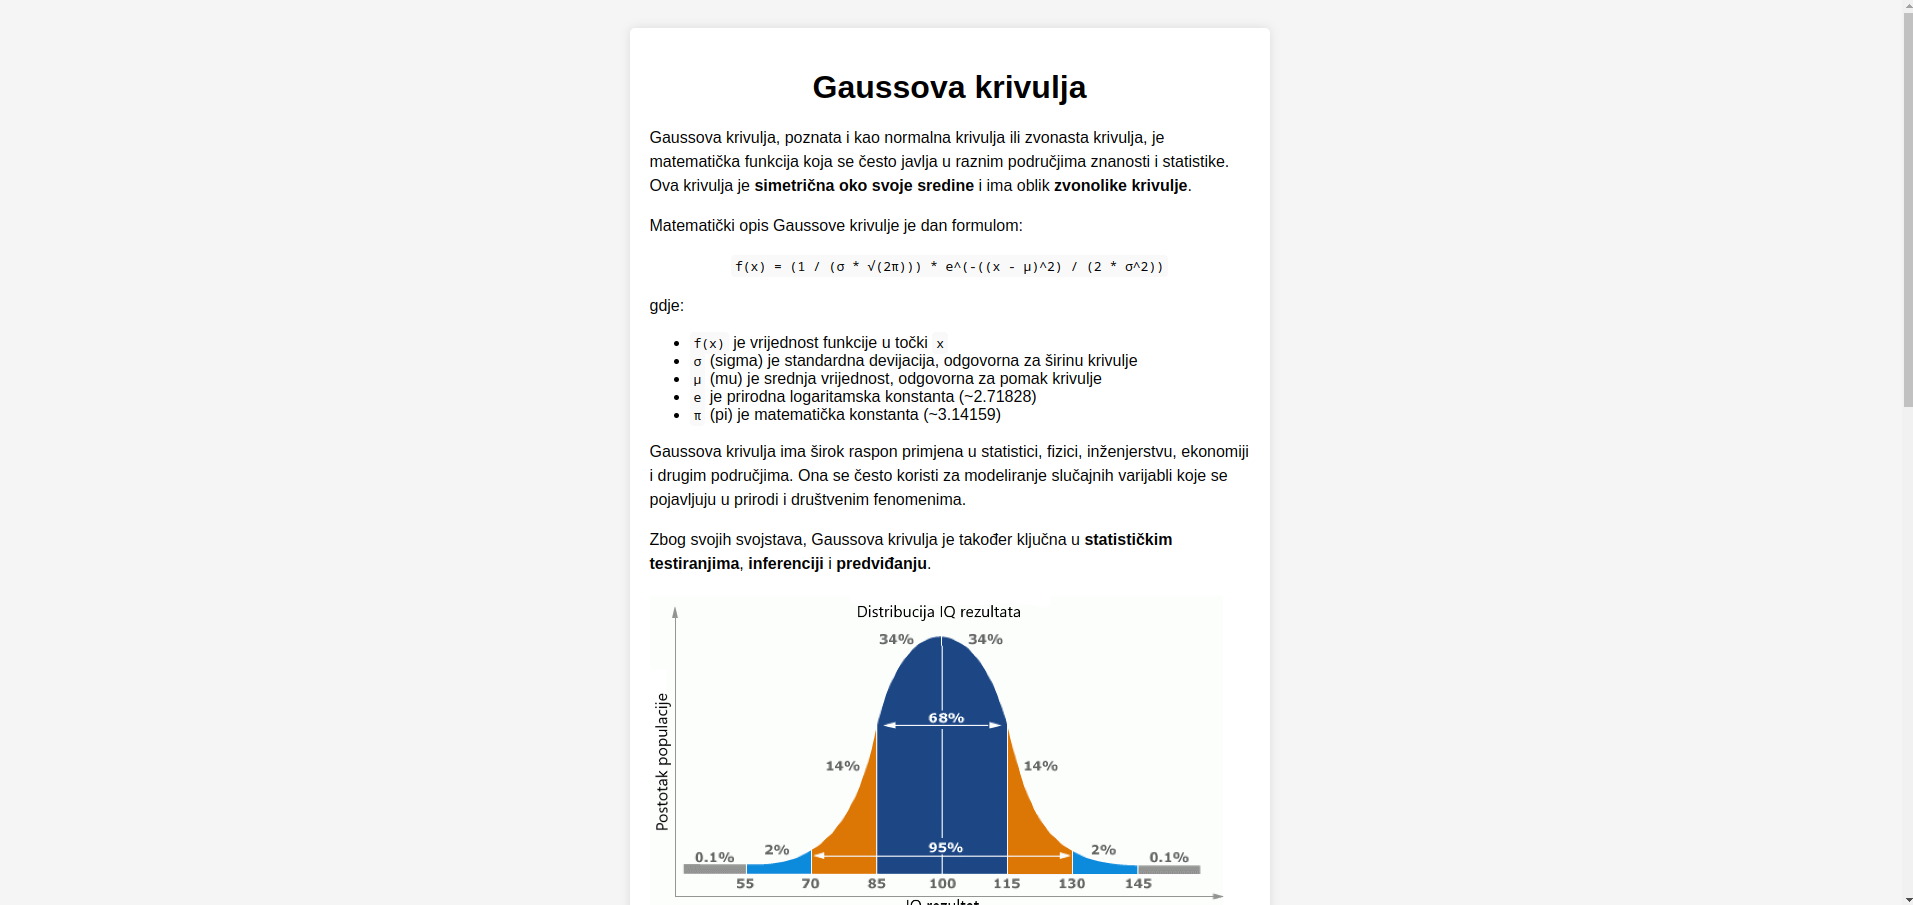 Gaussova krivulja
Gaussova krivulja, poznata i kao normalna krivulja ili zvonasta krivulja, je
matematička funkcija koja se često javlja u raznim područjima znanosti i statistike.
Ova krivulja je simetrična oko svoje sredine i ima oblik zvonolike krivulje.
Matematički opis Gaussove krivulje je dan formulom:
f(x) = (1 / (σ * √(2π))) * e^(-((x - μ)^2) / (2 * σ^2))
gdje:
f(x) je vrijednost funkcije u točki x
σ (sigma) je standardna devijacija, odgovorna za širinu krivulje
μ (mu) je srednja vrijednost, odgovorna za pomak krivulje
e je prirodna logaritamska konstanta (~2.71828)
π (pi) je matematička konstanta (~3.14159)
Gaussova krivulja ima širok raspon primjena u statistici, fizici, inženjerstvu, ekonomiji
i drugim područjima. Ona se često koristi za modeliranje slučajnih varijabli koje se
pojavljuju u prirodi i društvenim fenomenima.
Zbog svojih svojstava, Gaussova krivulja je također ključna u statističkim
testiranjima, inferenciji i predviđanju.
Distribucija IQ rezultata
34% 34%
68%
Postotak populacije
14% 14%
95%
2% 2%
0.1% 0.1%
55 70 85 100 115 130 145
IQ rezultat